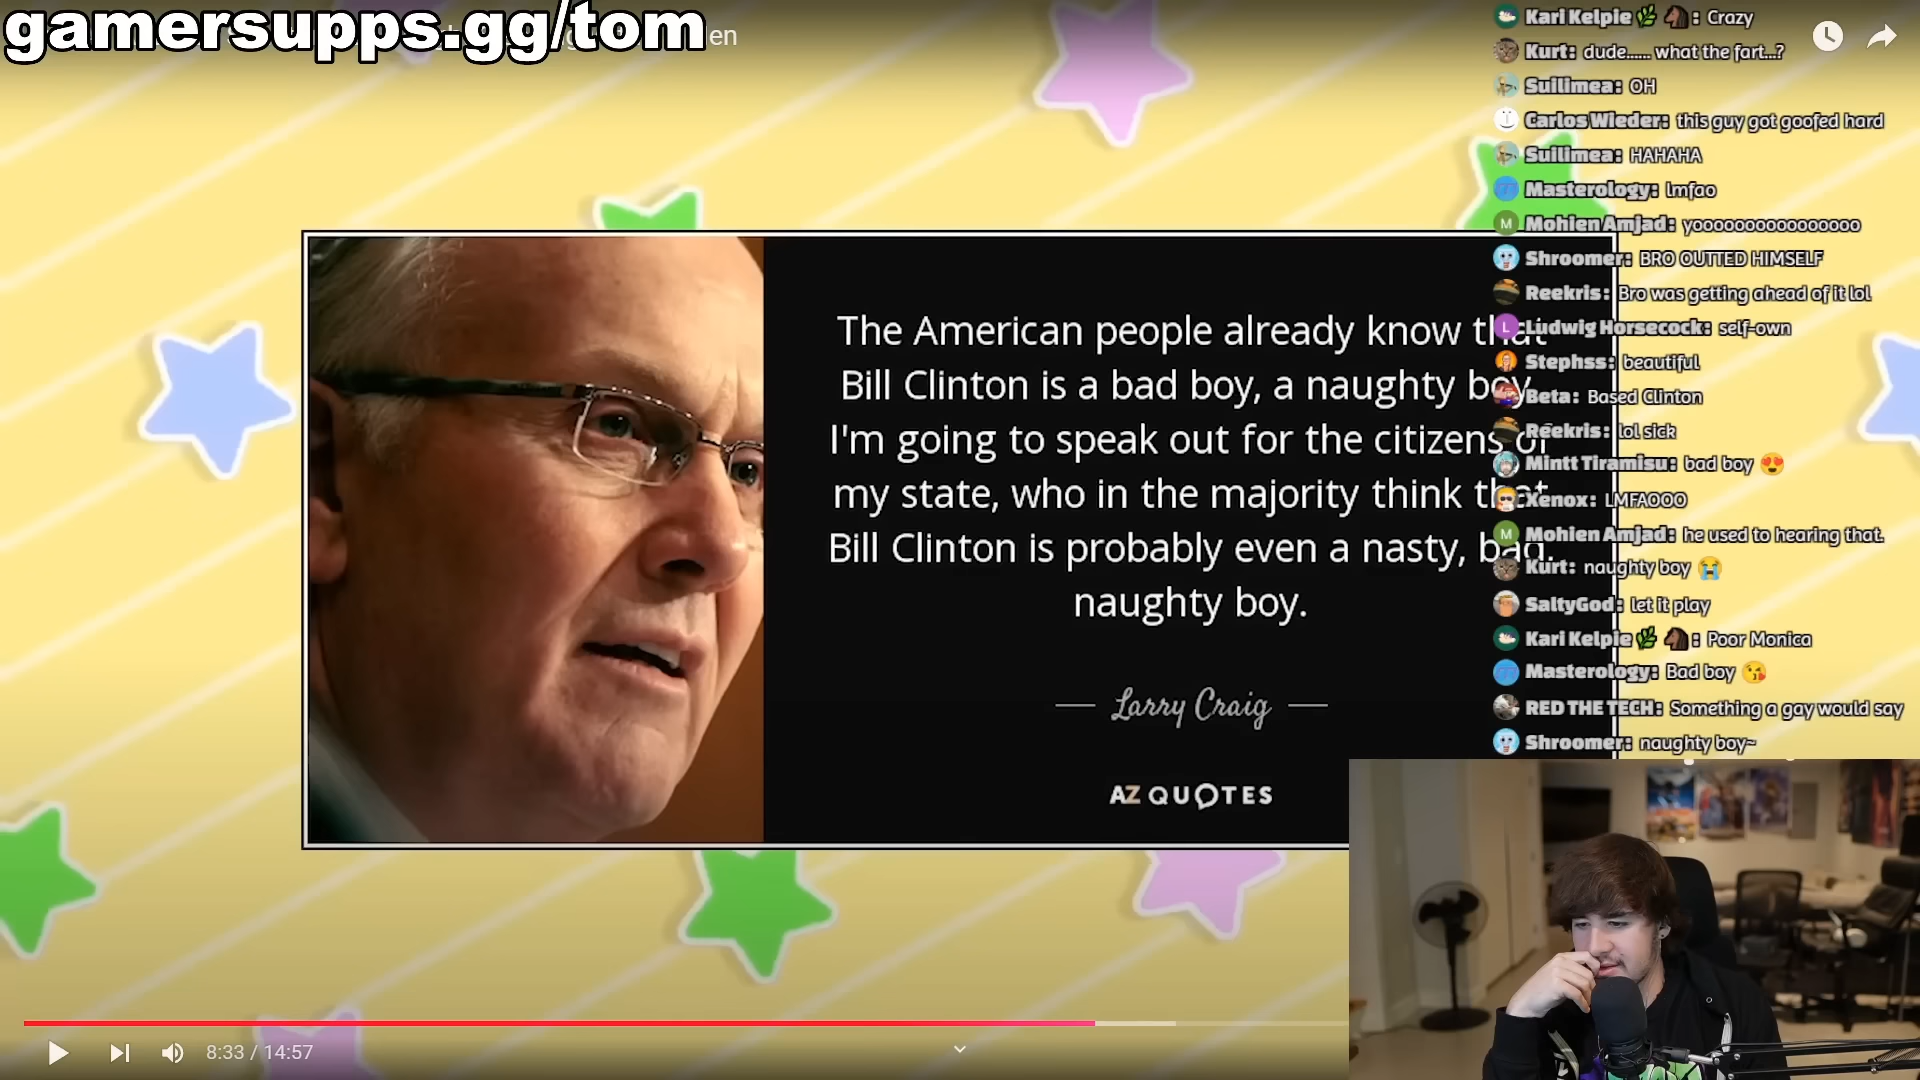 gamersupps.gg/tom
en
The American people already know that
Bill Clinton is a bad boy, a naughty boy.
I'm going to speak out for the citizens of
my state, who in the majority think that
Bill Clinton is probably even a nasty, bad,
naughty boy.
Larry Craig
AZ QUOTES
Kari Kelpie🌿🐴: Crazy
Kurt: dude...... what the fart...?
Suilimea: OH
Carlos Wieder: this guy got goofed hard
Suilimea: HAHAHA
Masterology: lmfao
Mohien Amjad: yoooooooooooooooo
Shroomer: BRO OUTTED HIMSELF
Reekris: Bro was getting ahead of it lol
Ludwig Horsecock: self-own
Stephss: beautiful
Beta: Based Clinton
Reekris: lol sick
Mintt Tiramisu: bad boy 😍
Xenox: LMFAOOO
Mohien Amjad: he used to hearing that.
Kurt: naughty boy 😭
SaltyGod: let it play
Kari Kelpie🌿🐴: Poor Monica
Masterology: Bad boy 😘
RED THE TECH: Something a gay would say
Shroomer: naughty boy~
8:33 / 14:57